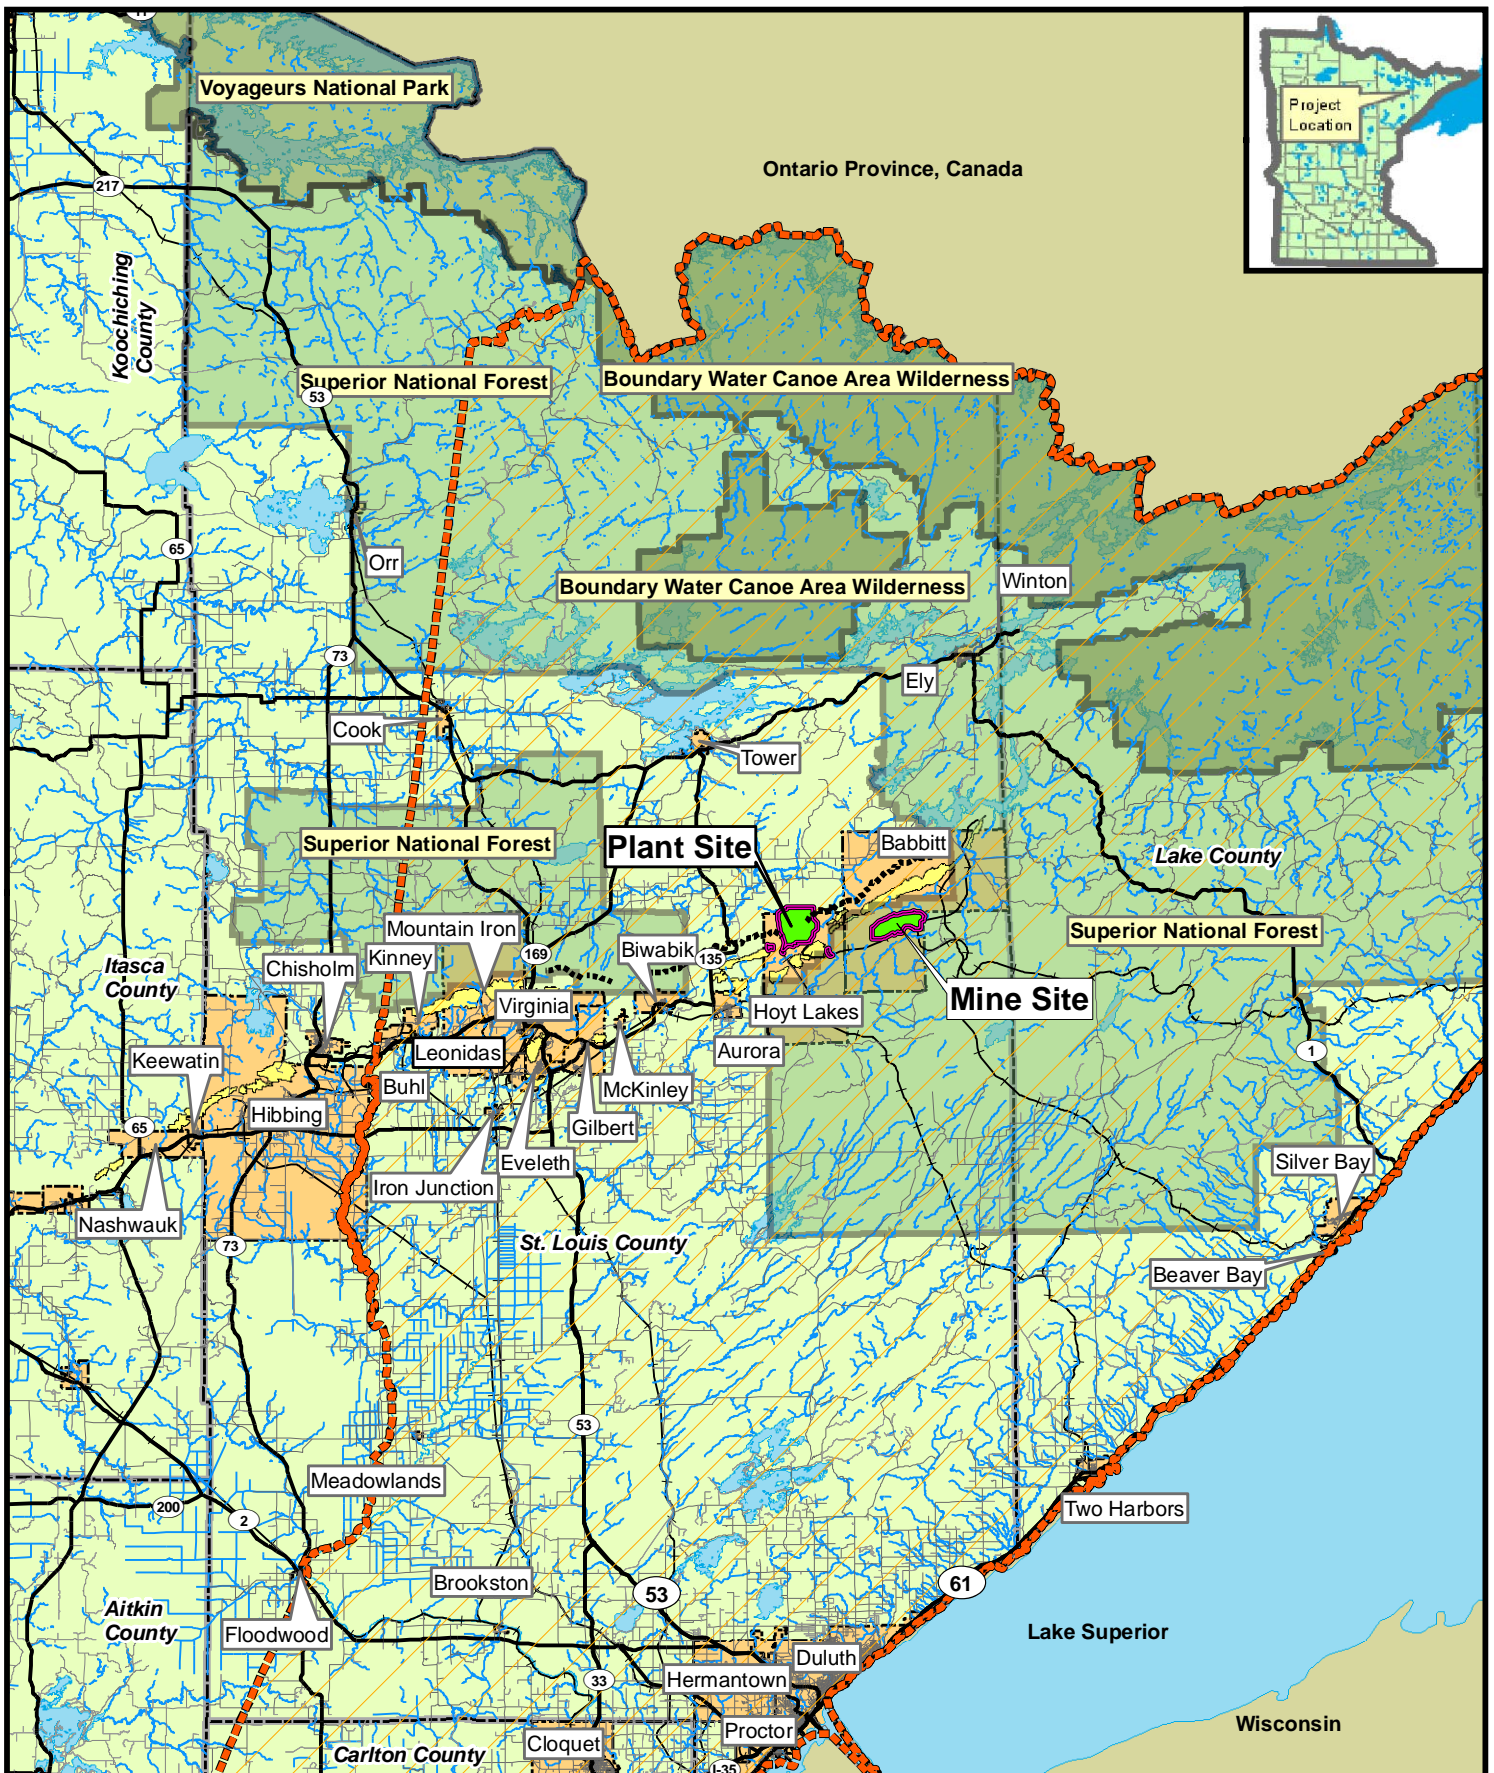 11
Voyageurs National Park
Project
Location
Ontario Province, Canada
217
Koochiching
County
Superior National Forest
53
Boundary Water Canoe Area Wilderness
65
Orr
Boundary Water Canoe Area Wilderness
Winton
73
Ely
Cook
Tower
Superior National Forest
Plant Site
Babbitt
Lake County
Mountain Iron
Superior National Forest
Kinney
169
Biwabik
135
Itasca
County
Chisholm
Virginia
Mine Site
Hoyt Lakes
Leonidas
Aurora
1
Keewatin
Buhl
McKinley
Hibbing
65
Gilbert
Eveleth
Silver Bay
Iron Junction
Nashwauk
73
St. Louis County
Beaver Bay
53
Meadowlands
200
2
Two Harbors
Brookston
53
61
Aitkin
County
Floodwood
Lake Superior
Duluth
33
Hermantown
Wisconsin
Proctor
Cloquet
Carlton County
I-35